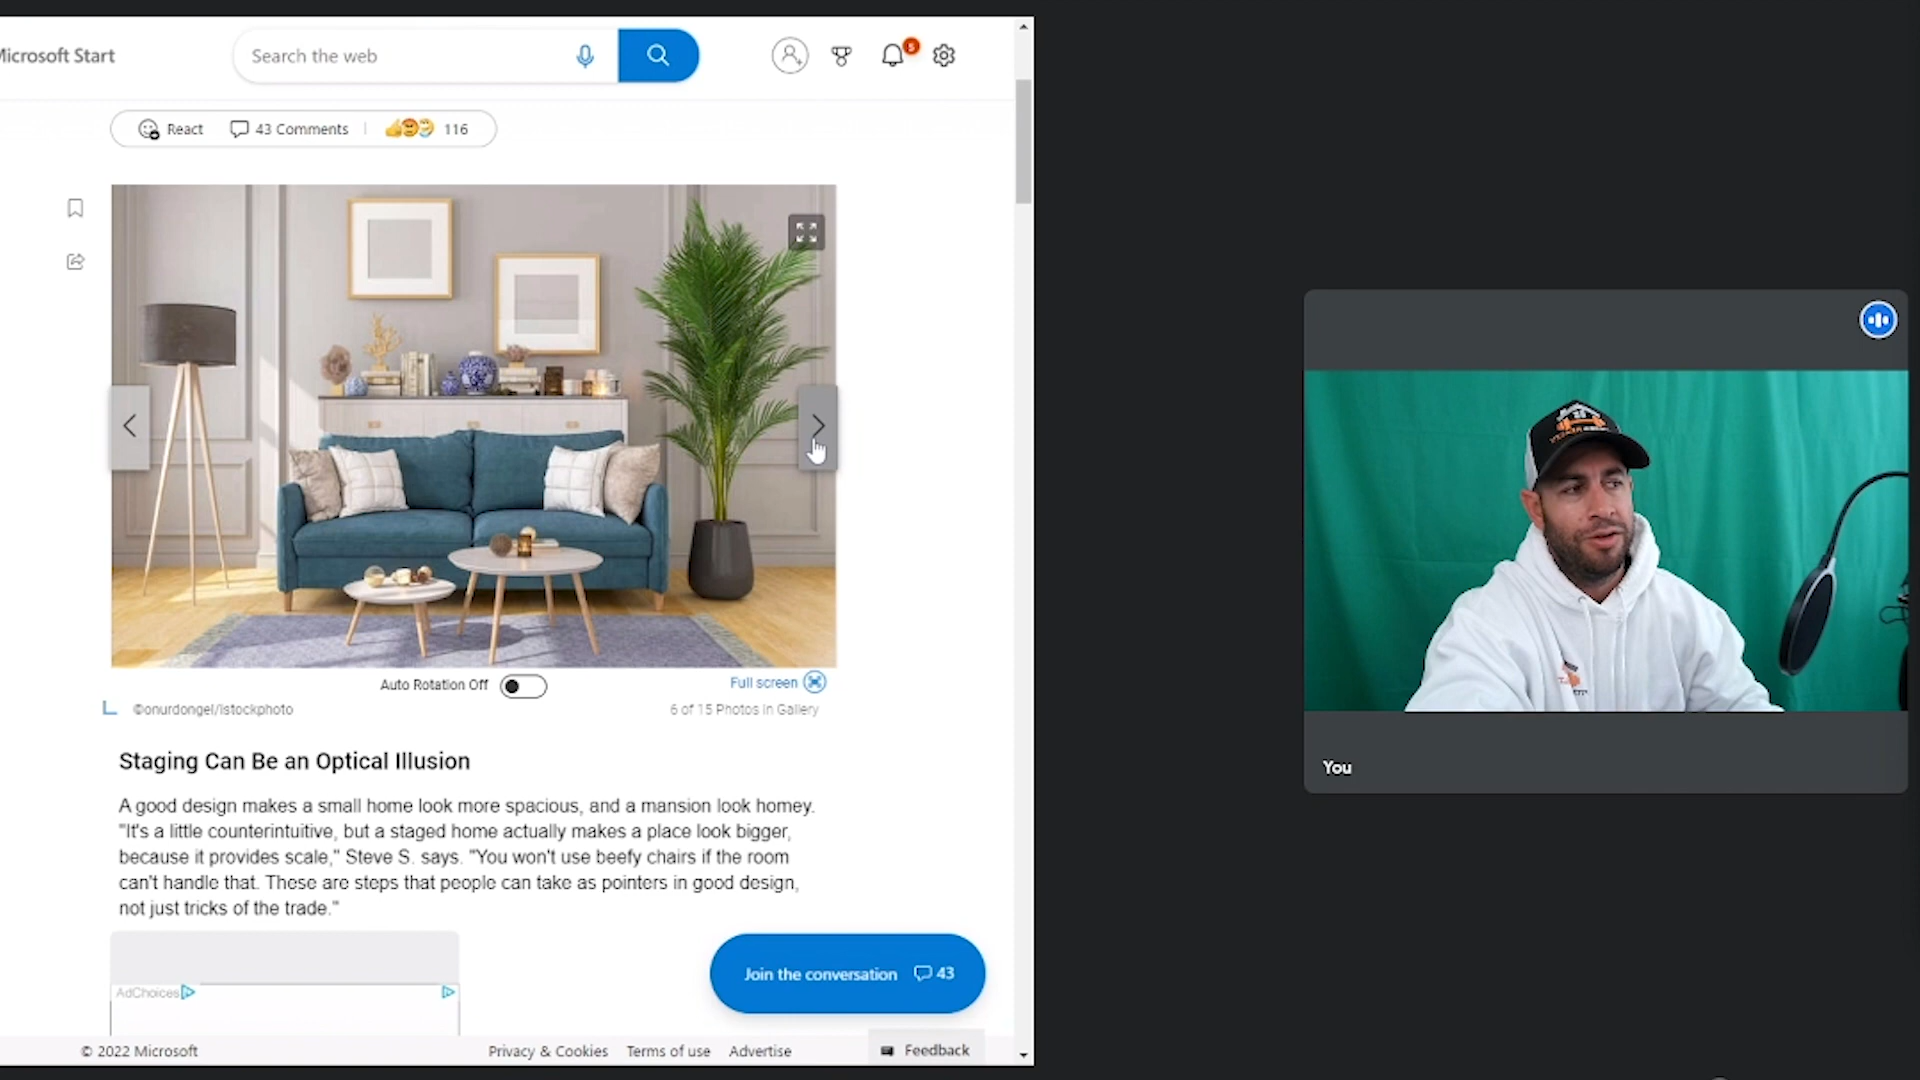 Microsoft Start
Search the web
5
React
43 Comments
116
Auto Rotation Off
Full screen
©onurdongel/istockphoto
6 of 15 Photos in Gallery
Staging Can Be an Optical Illusion
A good design makes a small home look more spacious, and a mansion look homey.
"It's a little counterintuitive, but a staged home actually makes a place look bigger,
because it provides scale," Steve S. says. "You won't use beefy chairs if the room
can't handle that. These are steps that people can take as pointers in good design,
not just tricks of the trade."
Join the conversation 43
AdChoices
© 2022 Microsoft
Privacy & Cookies
Terms of use
Advertise
Feedback
You